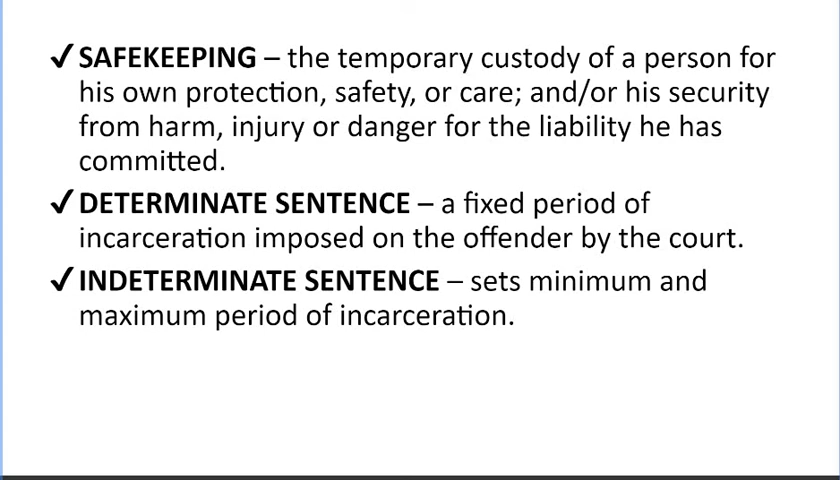 ✓SAFEKEEPING – the temporary custody of a person for
his own protection, safety, or care; and/or his security
from harm, injury or danger for the liability he has
committed.
✓DETERMINATE SENTENCE – a fixed period of
incarceration imposed on the offender by the court.
✓INDETERMINATE SENTENCE – sets minimum and
maximum period of incarceration.